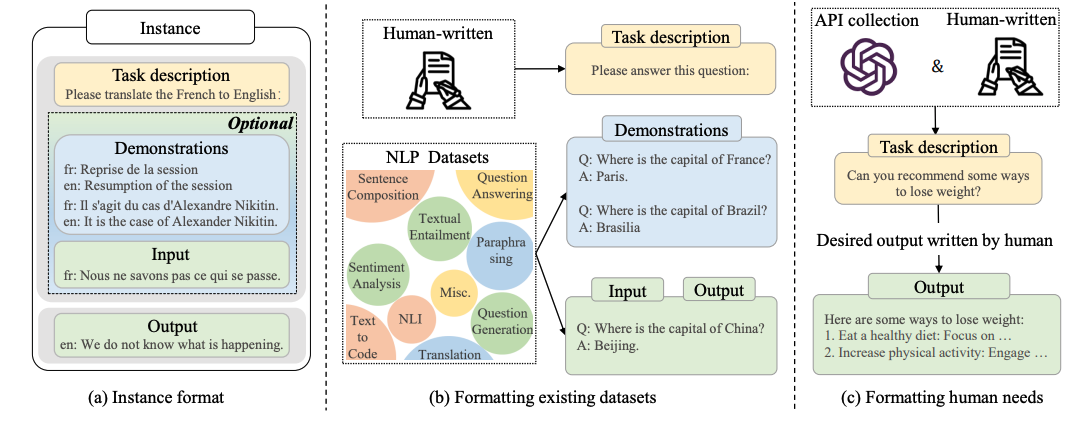 Instance
Task description
Please translate the French to English:
Optional
Demonstrations
fr: Reprise de la session
en: Resumption of the session
fr: Il s'agit du cas d'Alexandre Nikitin.
en: It is the case of Alexander Nikitin.
Input
fr: Nous ne savons pas ce qui se passe.
Output
en: We do not know what is happening.
(a) Instance format
Human-written
Task description
Please answer this question:
NLP Datasets
Sentence
Composition
Question
Answering
Textual
Entailment
Paraphra
sing
Sentiment
Analysis
Misc.
Text
to
Code
NLI
Question
Generation
Translation
Demonstrations
Q: Where is the capital of France?
A: Paris.
Q: Where is the capital of Brazil?
A: Brasilia
Input
Output
Q: Where is the capital of China?
A: Beijing.
(b) Formatting existing datasets
API collection
&
Human-written
Task description
Can you recommend some ways
to lose weight?
Desired output written by human
Output
Here are some ways to lose weight:
1. Eat a healthy diet: Focus on …
2. Increase physical activity: Engage …
(c) Formatting human needs